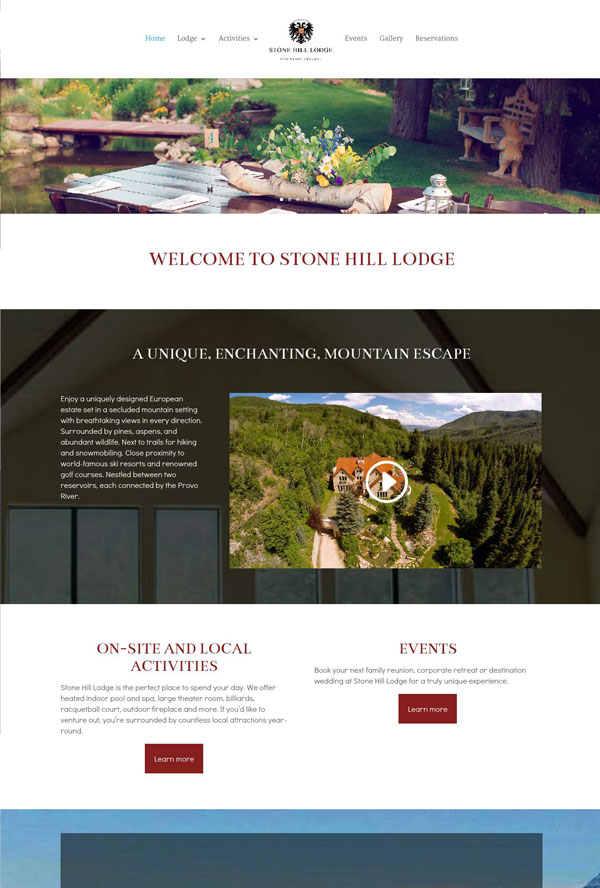 Home Lodge Activities STONE HILL LODGE Events Gallery Reservations
WELCOME TO STONE HILL LODGE
A UNIQUE, ENCHANTING, MOUNTAIN ESCAPE
Enjoy a uniquely designed European
estate set in a secluded mountain setting
with breathtaking views in every direction.
Surrounded by pines, aspens, and
abundant wildlife. Next to trails for hiking
and snowmobiling. Close proximity to
world-famous ski resorts and renowned
golf courses. Nestled between two
reservoirs, each connected by the Provo
River.
ON-SITE AND LOCAL
ACTIVITIES
Stone Hill Lodge is the perfect place to spend your day. We offer
heated indoor pool and spa, large theater room, billiards,
racquetball court, outdoor fireplace and more. If you'd like to
venture out, you're surrounded by countless local attractions year-
round.
Learn more
EVENTS
Book your next family reunion, corporate retreat or destination
wedding at Stone Hill Lodge for a truly unique experience.
Learn more